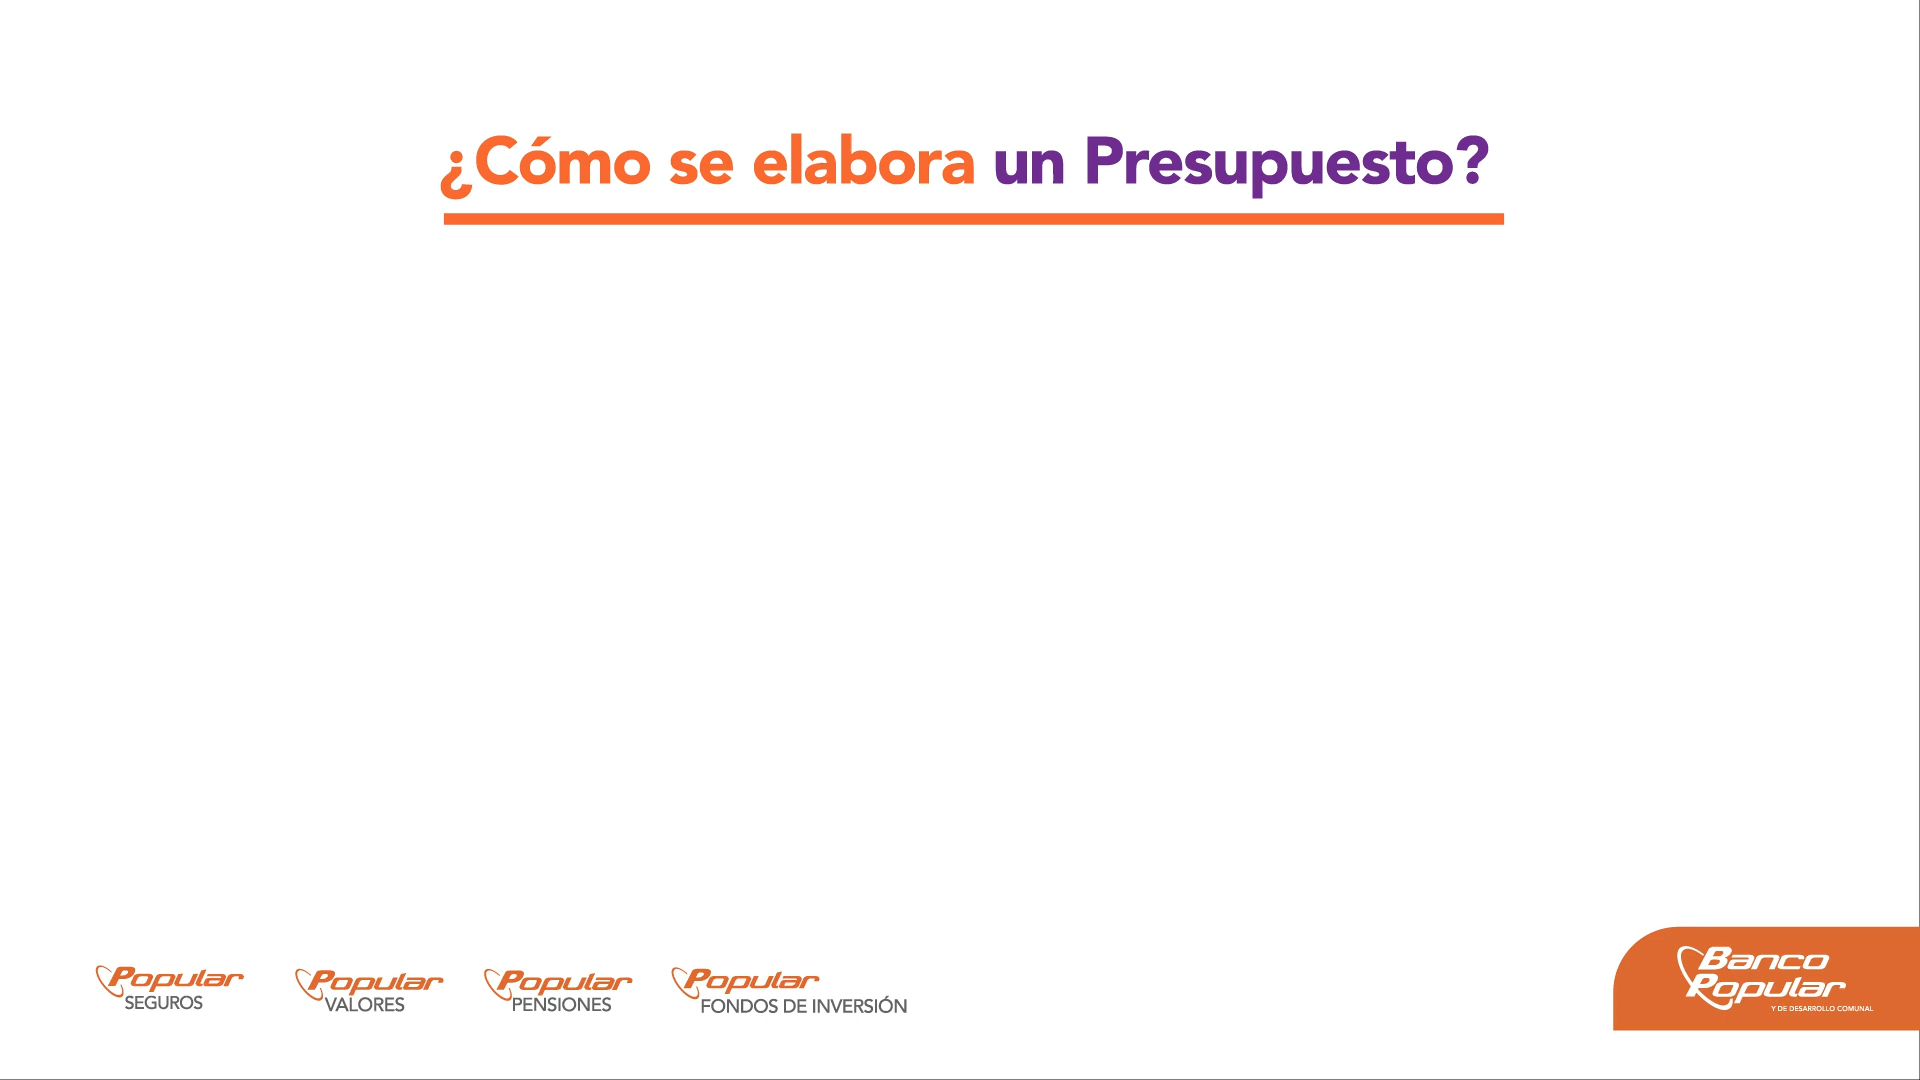 ¿Cómo se elabora un Presupuesto?
Popular
SEGUROS
Popular
VALORES
Popular
PENSIONES
Popular
FONDOS DE INVERSIÓN
Banco
Popular
Y DE DESARROLLO COMUNAL